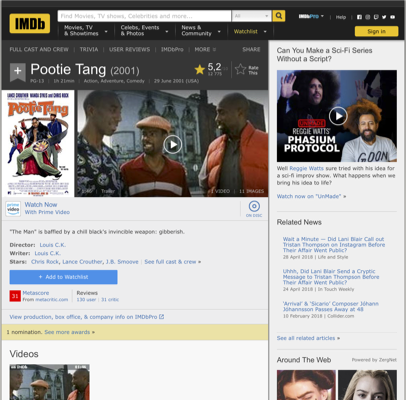 IMDb
Find Movies, TV shows, Celebrities and more...
All
IMDbPro
Help
Movies, TV
& Showtimes
Celebs, Events
& Photos
News &
Community
Watchlist
Sign in
FULL CAST AND CREW | TRIVIA | USER REVIEWS | IMDbPro | MORE
SHARE
Pootie Tang (2001)
PG-13 | 1h 21min | Action, Adventure, Comedy | 29 June 2001 (USA)
5,2
Rate
This
LANCE CROUTHER, WANDA SYKES AND CHRIS ROCK
Pootie Tang
Trailer
1 VIDEO
11 IMAGES
prime video
Watch Now
With Prime Video
ON DISC
"The Man" is baffled by a chill black's invincible weapon: gibberish.
Director: Louis C.K.
Writer: Louis C.K.
Stars: Chris Rock, Lance Crouther, J.B. Smoove | See full cast & crew »
+ Add to Watchlist
31
Metascore
From metacritic.com
Reviews
130 user | 31 critic
View production, box office, & company info on IMDbPro
1 nomination. See more awards »
Videos
Can You Make a Sci-Fi Series
Without a Script?
REGGIE WATTS'
PHASIUM
PROTOCOL
Well Reggie Watts sure tried with his idea for
a sci-fi improv show. What happens when we
bring his idea to life?
Watch now on "UnMade" »
Related News
Wait a Minute — Did Lani Blair Call out
Tristan Thompson on Instagram Before
Their Affair Went Public?
28 April 2018 | Life and Style
Uhhh, Did Lani Blair Send a Cryptic
Message to Tristan Thompson Before
Their Affair Went Public?
24 April 2018 | In Touch Weekly
'Arrival' & 'Sicario' Composer Jóhann
Jóhannsson Passes Away at 48
10 February 2018 | Collider.com
See all related articles »
Around The Web
Powered by ZergNet